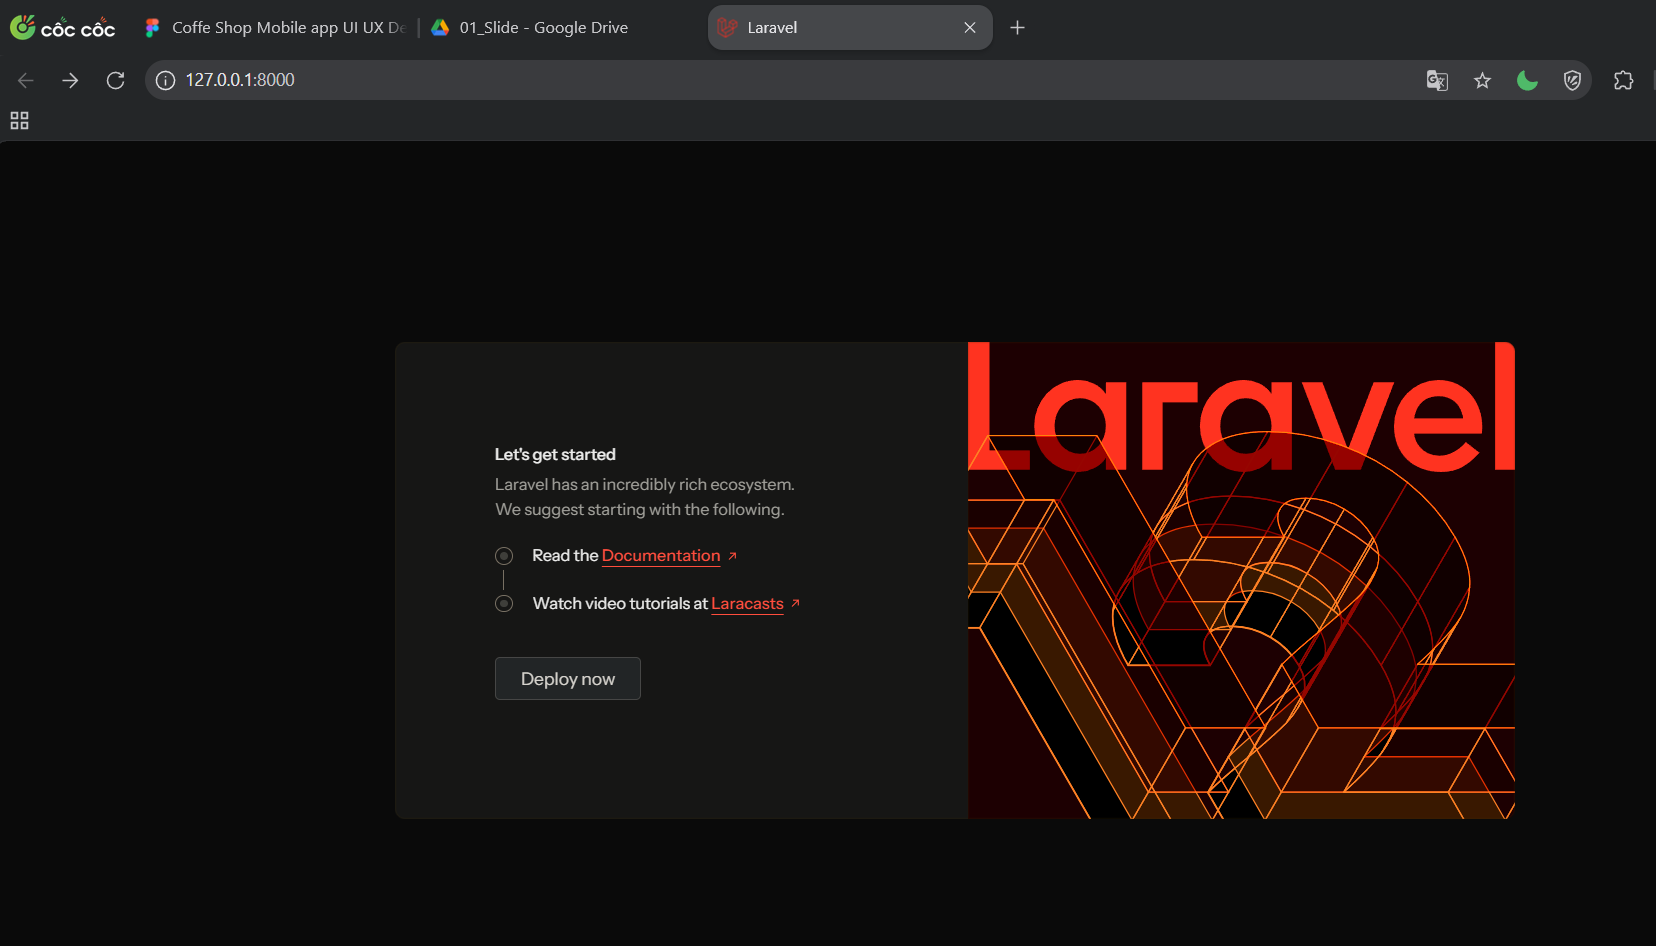 cốc cốc
Coffe Shop Mobile app UI UX De
01_Slide - Google Drive
Laravel
127.0.0.1:8000
Laravel
Let's get started
Laravel has an incredibly rich ecosystem.
We suggest starting with the following.
Read the Documentation
Watch video tutorials at Laracasts
Deploy now